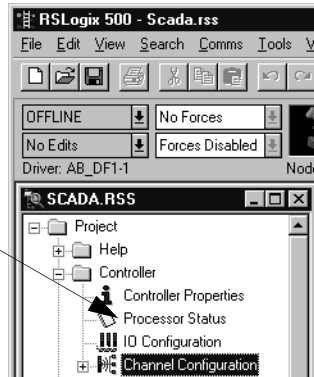 RSLogix 500 - Scada.rss
File Edit View Search Comms Tools
OFFLINE No Forces
No Edits Forces Disabled
Driver: AB_DF1-1
SCADA.RSS
Project
Help
Controller
Controller Properties
Processor Status
IO Configuration
Channel Configuration